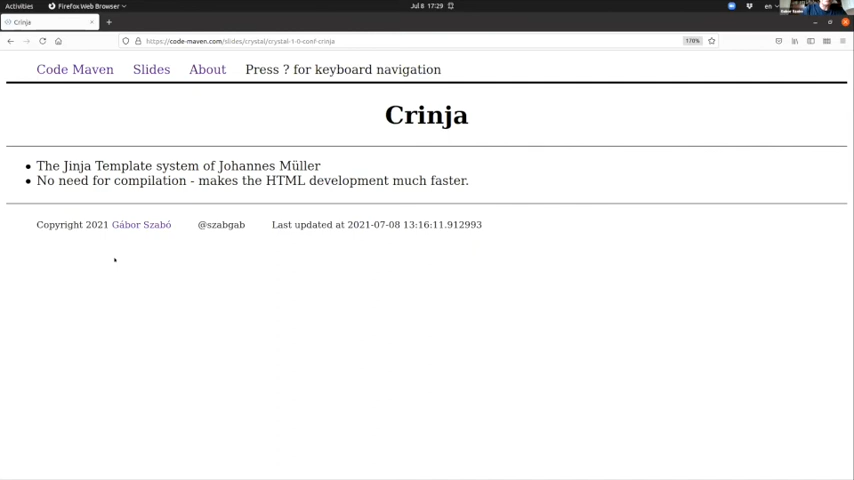 Activities Firefox Web Browser Jul 8 17:29 en
Crinja
https://code-maven.com/slides/crystal/crystal-1-0-conf-crinja 170%
Code Maven Slides About Press ? for keyboard navigation
Crinja
The Jinja Template system of Johannes Müller
No need for compilation - makes the HTML development much faster.
Copyright 2021 Gábor Szabó @szabgab Last updated at 2021-07-08 13:16:11.912993